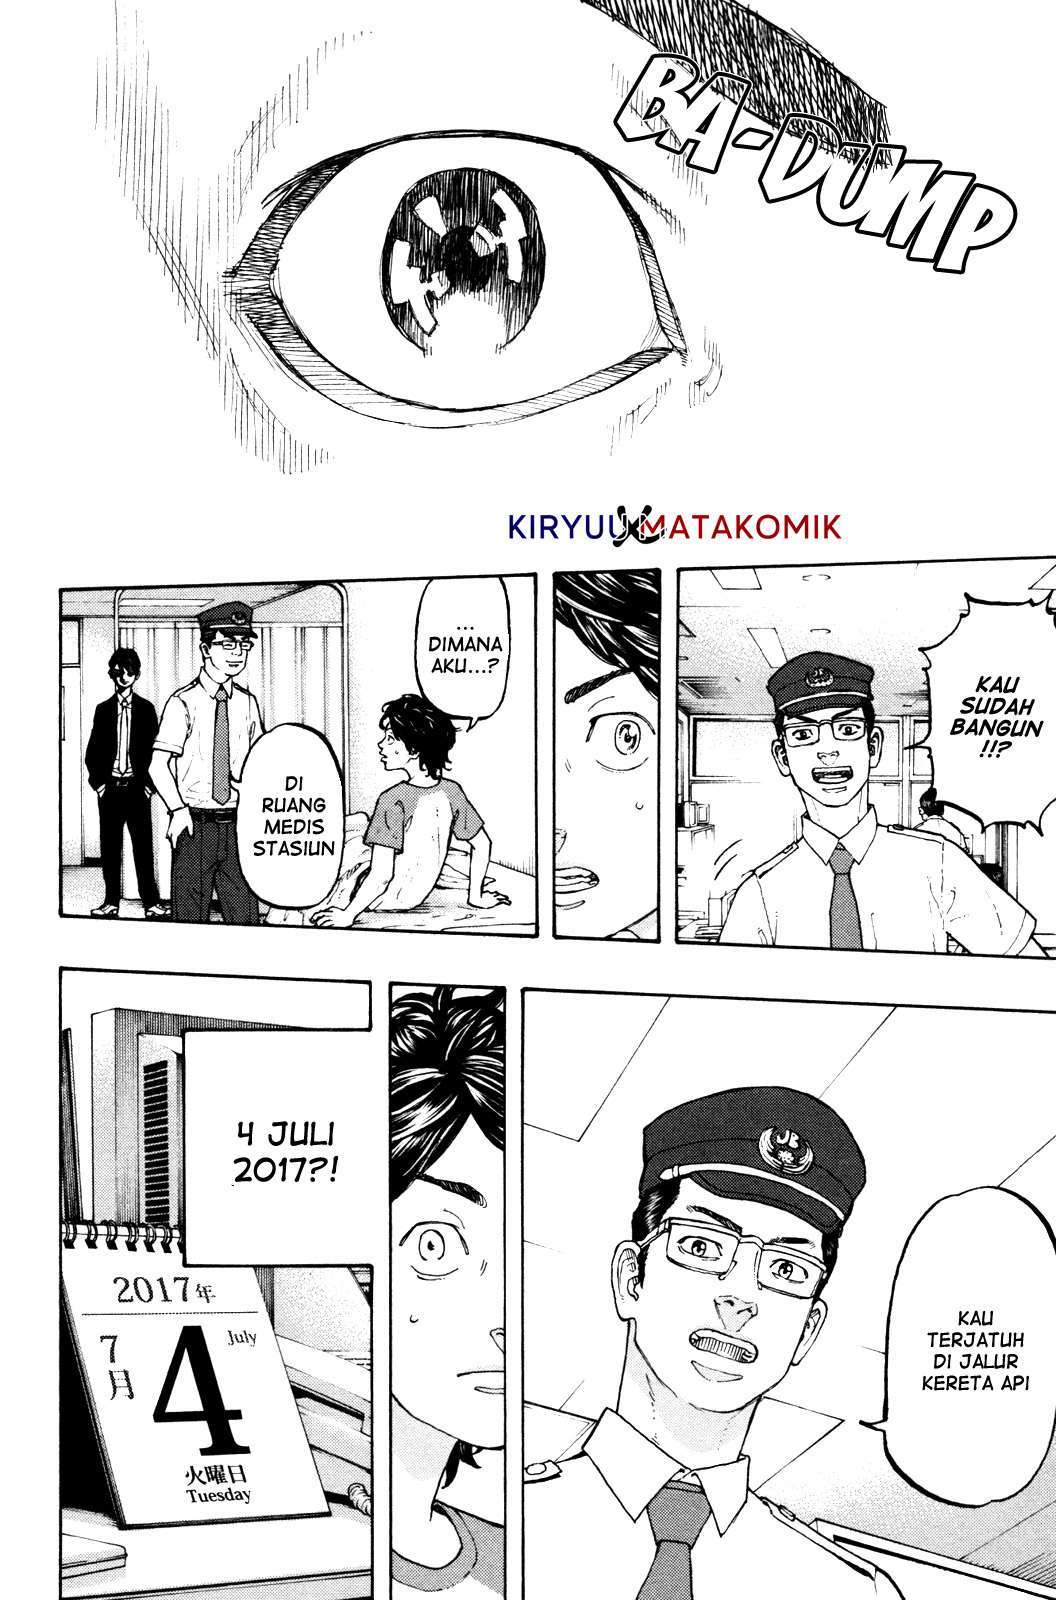 BA-DUMP
KIRYUU X MATAKOMIK
KAU
SUDAH
BANGUN
!!?
...
DIMANA
AKU...?
DI
RUANG
MEDIS
STASIUN
JB
KAU
TERJATUH
DI JALUR
KERETA API
4 JULI
2017?!
2017年
7月
4
July
火曜日
Tuesday